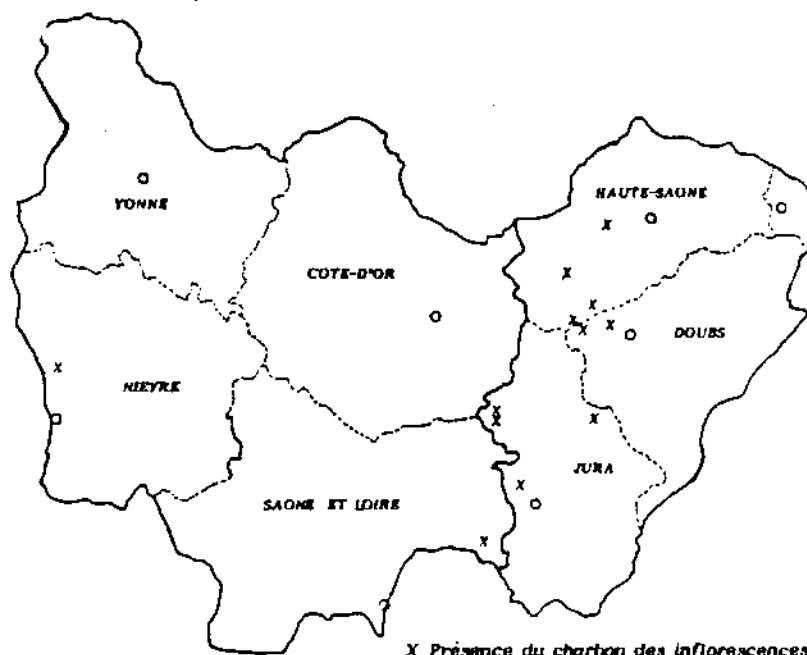 YONNE
HAUTE-SAONE
COTE-D'OR
DOUBS
NIEVRE
JURA
SAONE ET LOIRE
X Présence du charbon des inflorescences